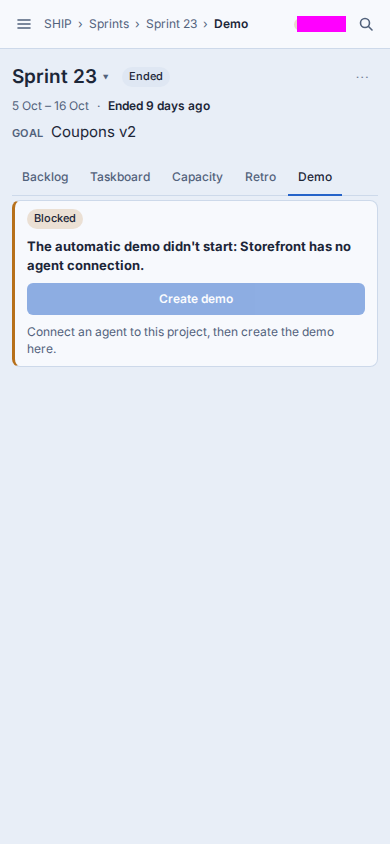 SHIP › Sprints › Sprint 23 › Demo
Sprint 23 ▾ Ended ...
5 Oct – 16 Oct · Ended 9 days ago
GOAL Coupons v2
Backlog Taskboard Capacity Retro Demo
Blocked
The automatic demo didn't start: Storefront has no
agent connection.
Create demo
Connect an agent to this project, then create the demo
here.